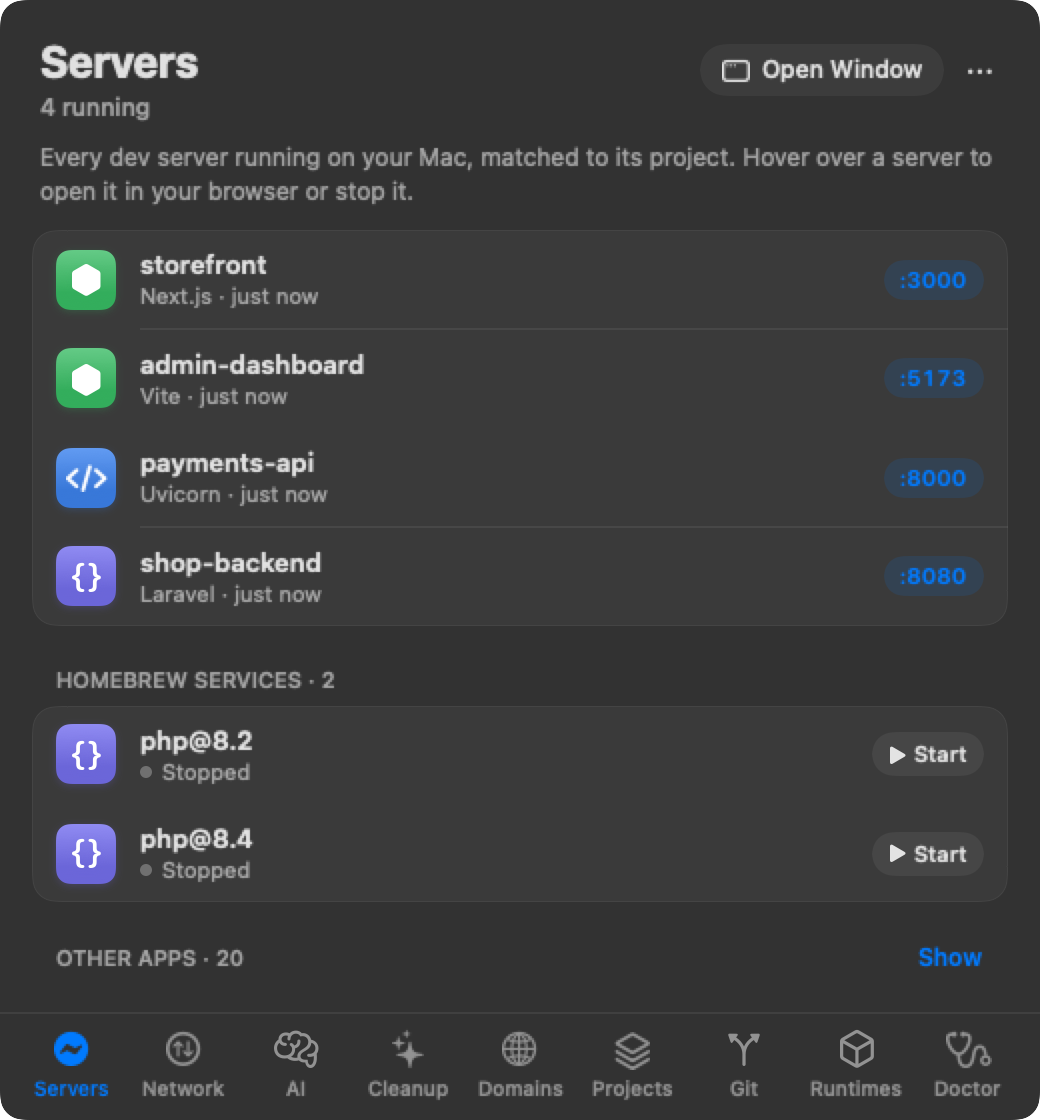 Servers
Open Window
4 running
Every dev server running on your Mac, matched to its project. Hover over a server to
open it in your browser or stop it.
storefront
Next.js · just now
:3000
admin-dashboard
Vite · just now
:5173
payments-api
Uvicorn · just now
:8000
shop-backend
Laravel · just now
:8080
HOMEBREW SERVICES · 2
php@8.2
Stopped
Start
php@8.4
Stopped
Start
OTHER APPS · 20
Show
Servers
Network
AI
Cleanup
Domains
Projects
Git
Runtimes
Doctor